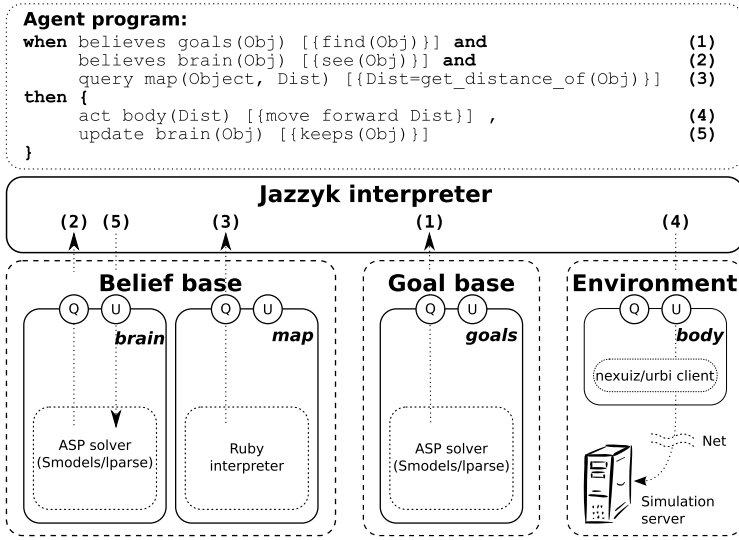 Agent program:
when believes goals(Obj) [{find(Obj)}] and (1)
believes brain(Obj) [{see(Obj)}] and (2)
query map(Object, Dist) [{Dist=get_distance_of(Obj)}] (3)
then {
act body(Dist) [{move forward Dist}] , (4)
update brain(Obj) [{keeps(Obj)}] (5)
}
Jazzyk interpreter
(2) (5) (3) (1) (4)
Belief base Goal base Environment
Q U Q U Q U Q U
brain map goals body
nexuiz/urbi client
ASP solver
(Smodels/lparse)
Ruby
interpreter
ASP solver
(Smodels/lparse)
Net
Simulation
server